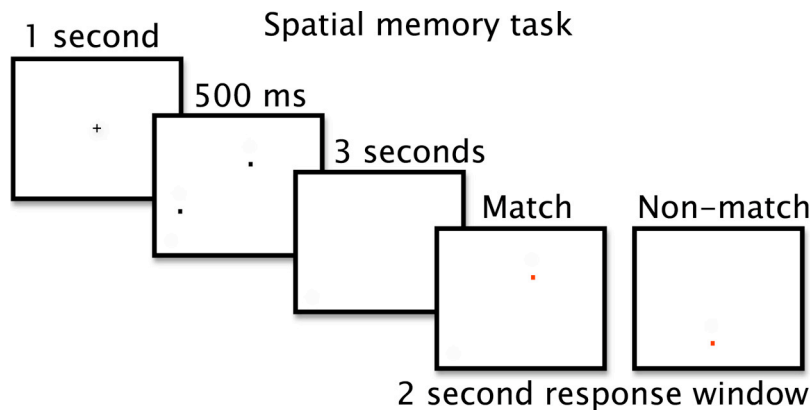 Spatial memory task
1 second
500 ms
3 seconds
Match
Non-match
2 second response window